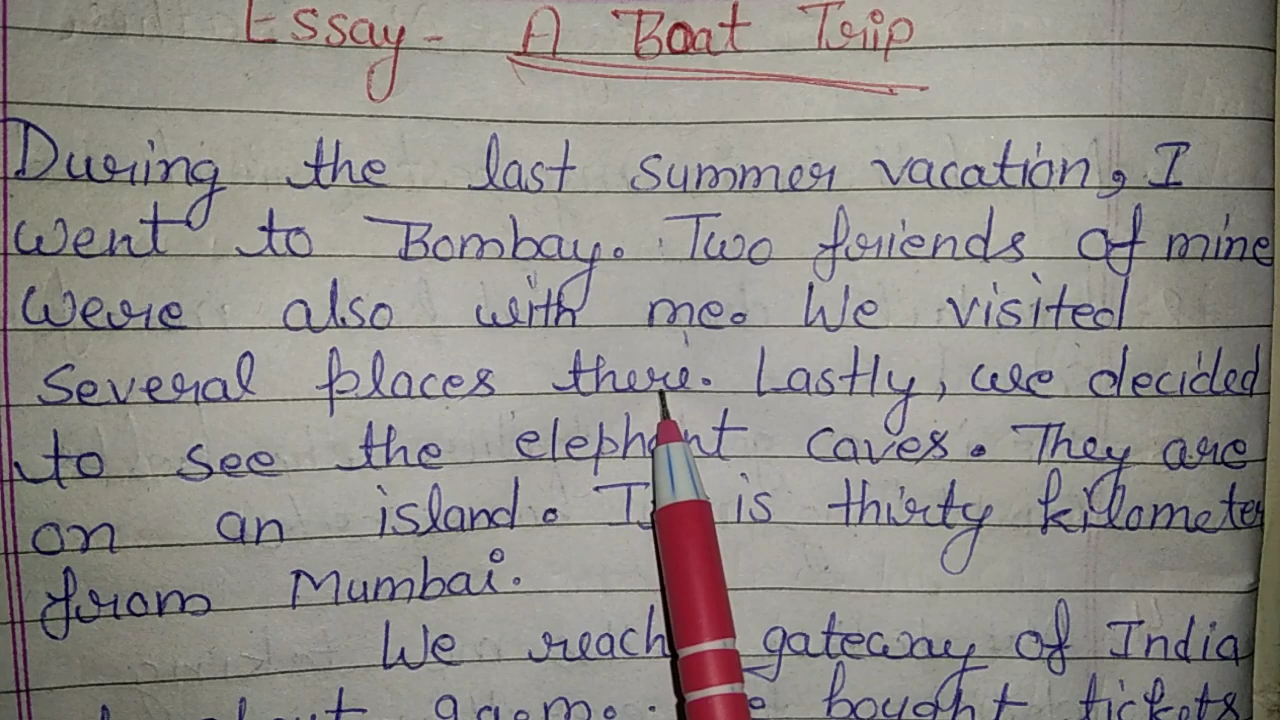 Essay - A Boat Trip
During the last summer vacation, I
went to Bombay. Two friends of mine
were also with me. We visited
Several places there. Lastly, we decided
to see the elephant caves. They are
on an island. is thirty kilometer
from Mumbai.
We reach gateway of India
bought tickets